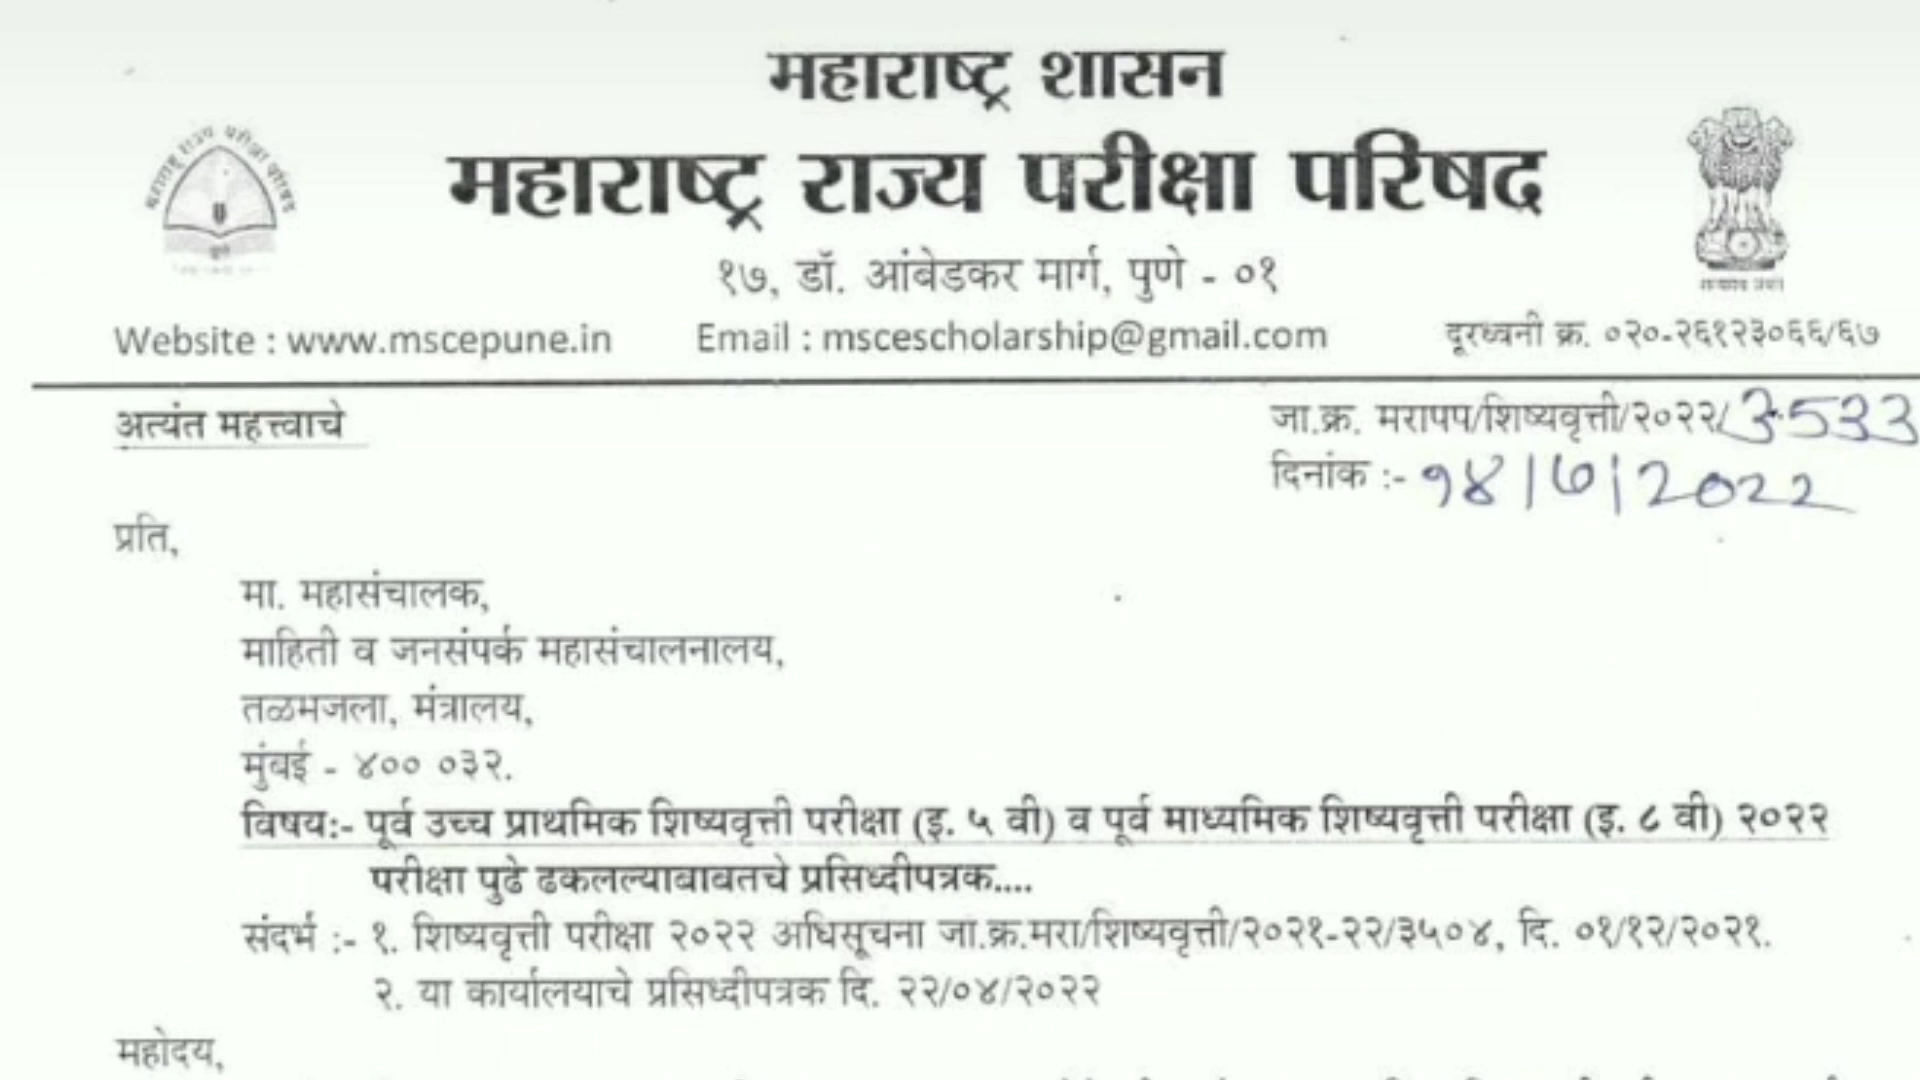 महाराष्ट्र शासन
महाराष्ट्र राज्य परीक्षा परिषद
१७, डॉ. आंबेडकर मार्ग, पुणे - ०१
Website : www.mscepune.in Email : mscescholarship@gmail.com दूरध्वनी क्र. ०२०-२६१२३०६६/६७
अत्यंत महत्त्वाचे
जा.क्र. मरापप/शिष्यवृत्ती/२०२२/3533
दिनांक :- १४/७/2022
प्रति,
मा. महासंचालक,
माहिती व जनसंपर्क महासंचालनालय,
तळमजला, मंत्रालय,
मुंबई - ४०० ०३२.
विषय:- पूर्व उच्च प्राथमिक शिष्यवृत्ती परीक्षा (इ. ५ वी) व पूर्व माध्यमिक शिष्यवृत्ती परीक्षा (इ. ८ वी) २०२२
परीक्षा पुढे ढकलल्याबाबतचे प्रसिध्दीपत्रक....
संदर्भ :- १. शिष्यवृत्ती परीक्षा २०२२ अधिसूचना जा.क्र.मरा/शिष्यवृत्ती/२०२१-२२/३५०४, दि. ०१/१२/२०२१.
२. या कार्यालयाचे प्रसिध्दीपत्रक दि. २२/०४/२०२२
महोदय,